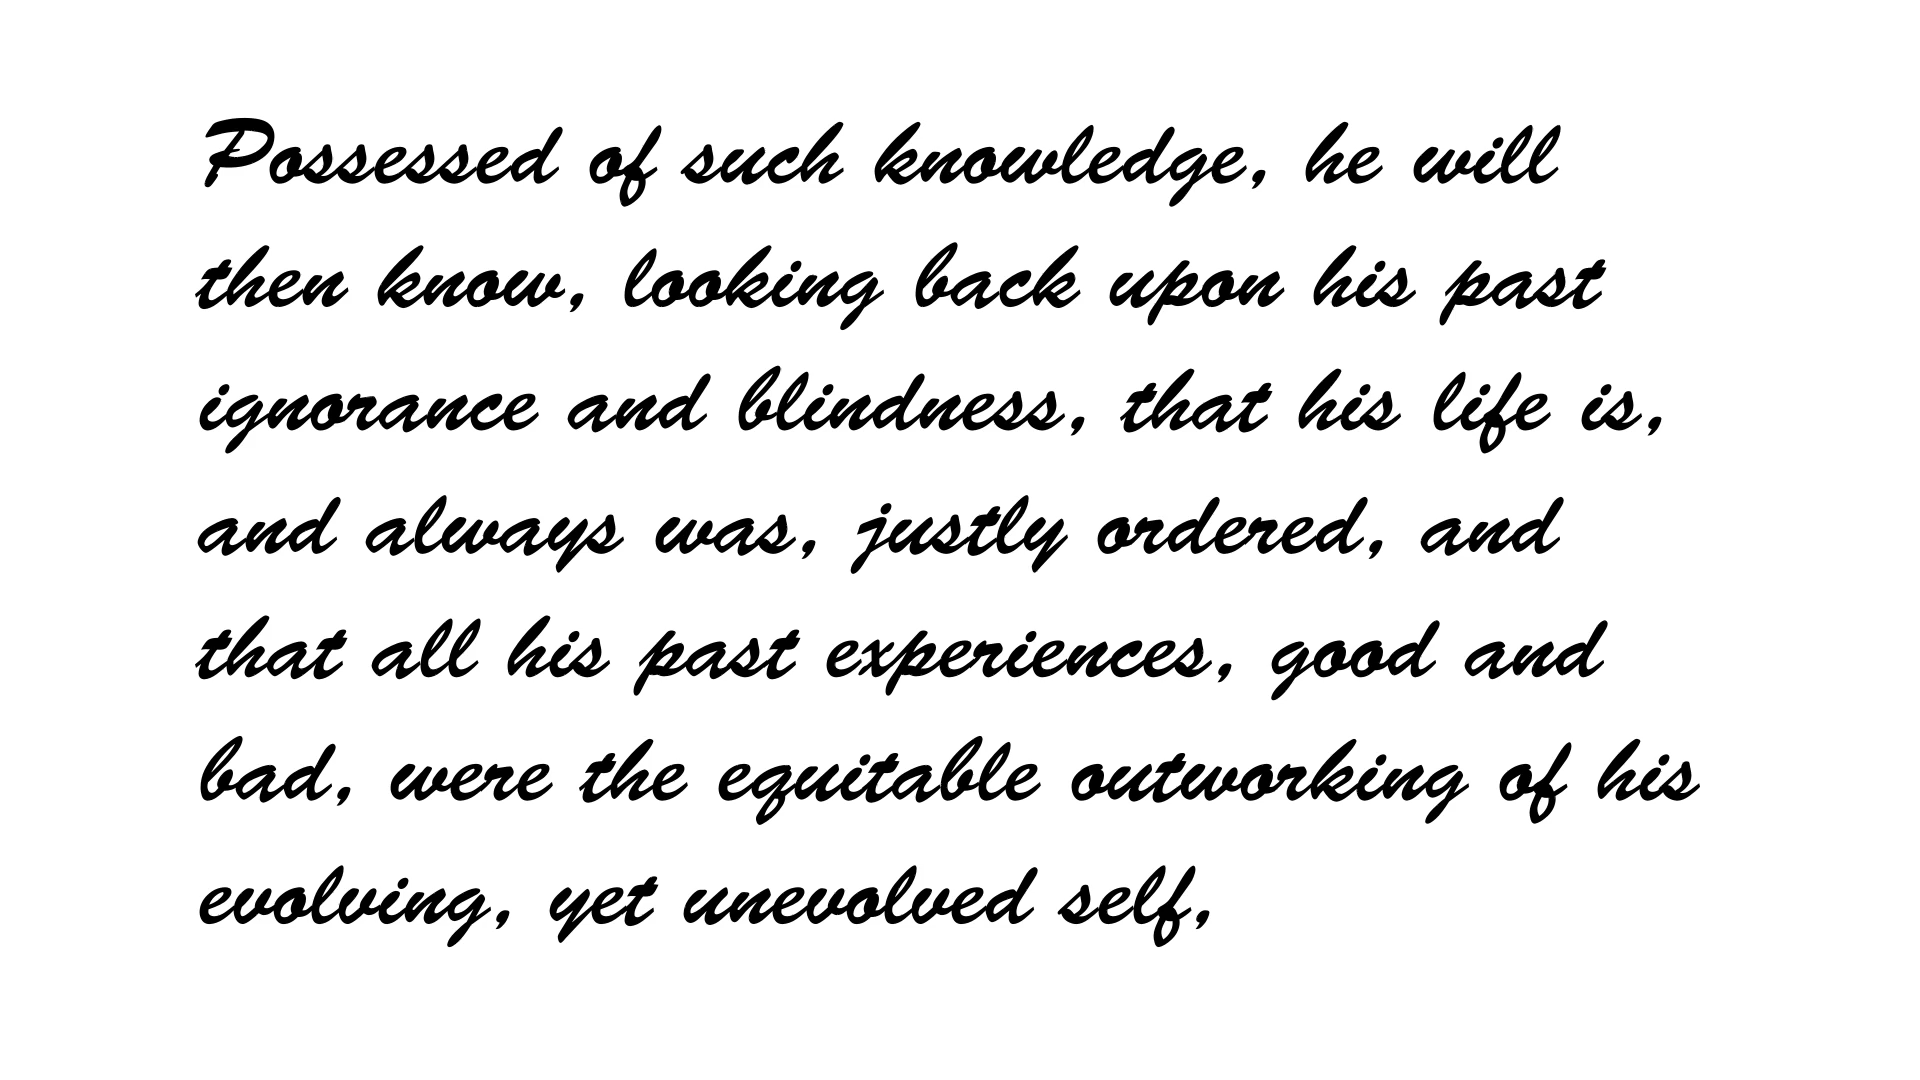 Possessed of such knowledge, he will
then know, looking back upon his past
ignorance and blindness, that his life is,
and always was, justly ordered, and
that all his past experiences, good and
bad, were the equitable outworking of his
evolving, yet unevolved self,